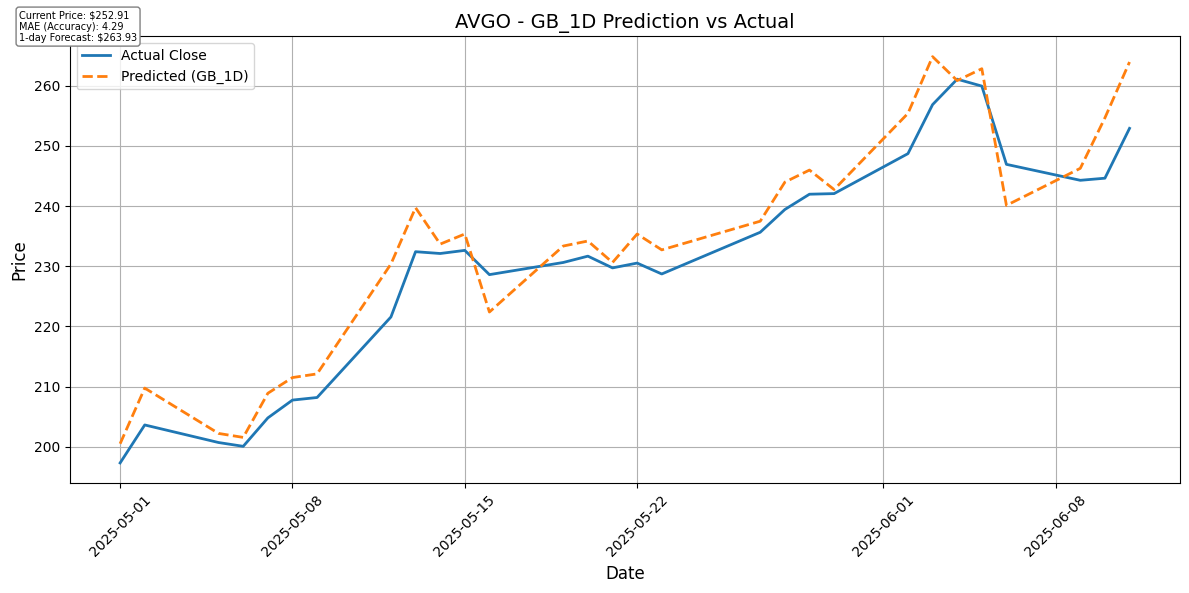 AVGO - GB_1D Prediction vs Actual
Current Price: $252.91
MAE (Accuracy): 4.29
1-day Forecast: $263.93
Actual Close
Predicted (GB_1D)
Price
260
250
240
230
220
210
200
2025-05-01
2025-05-08
2025-05-15
2025-05-22
2025-06-01
2025-06-08
Date